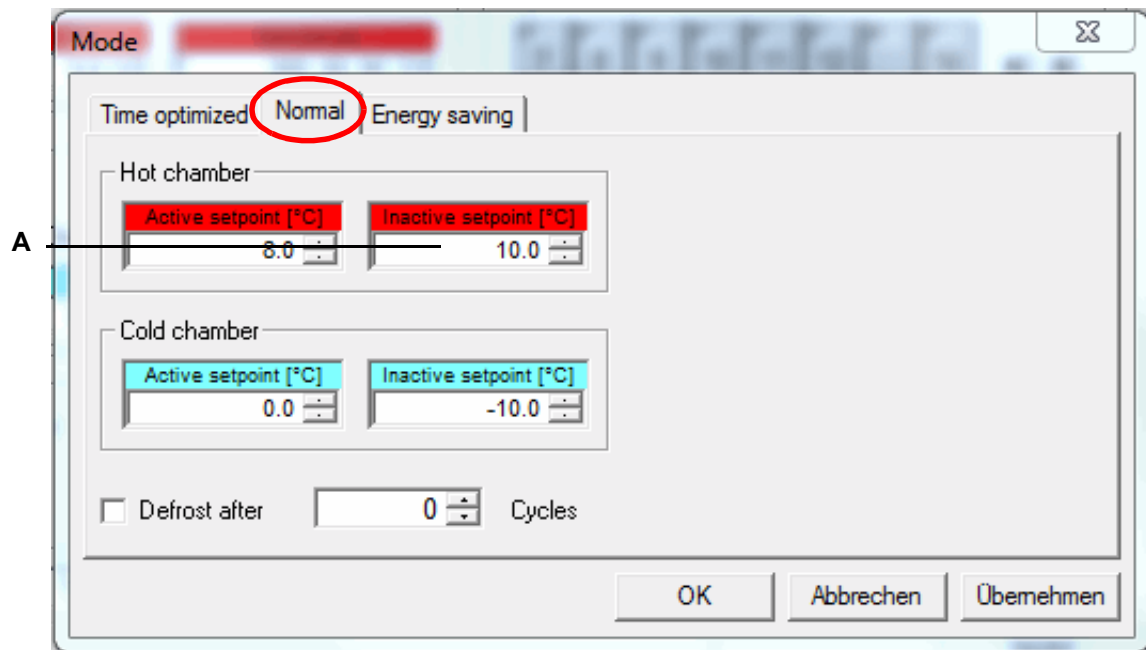 Mode
Time optimized Normal Energy saving
Hot chamber
Active setpoint [°C] Inactive setpoint [°C]
A 8.0 10.0
Cold chamber
Active setpoint [°C] Inactive setpoint [°C]
0.0 -10.0
Defrost after 0 Cycles
OK Abbrechen Übernehmen